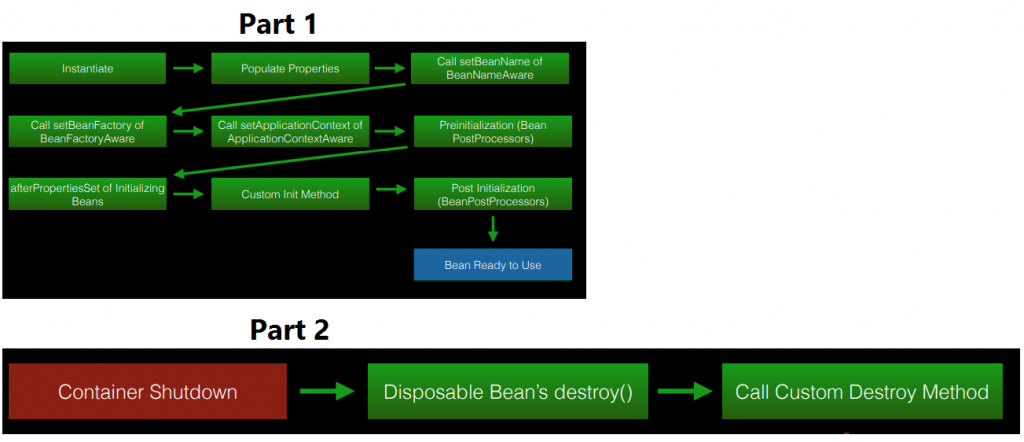 Part 1
Instantiate
Populate Properties
Call setBeanName of
BeanNameAware
Call setBeanFactory of
BeanFactoryAware
Call setApplicationContext of
ApplicationContextAware
Preinitialization (Bean
PostProcessors)
afterPropertiesSet of Initializing
Beans
Custom Init Method
Post Initialization
(BeanPostProcessors)
Bean Ready to Use
Part 2
Container Shutdown
Disposable Bean's destroy()
Call Custom Destroy Method